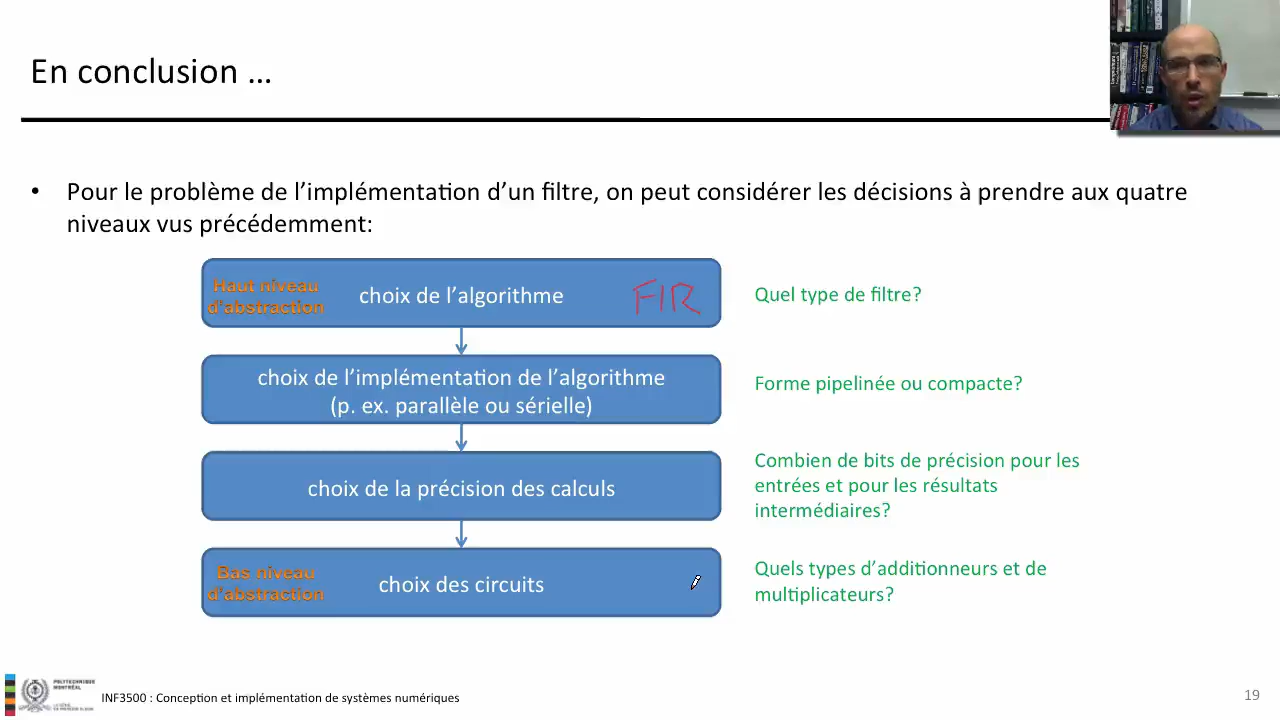 En conclusion …
• Pour le problème de l’implémentation d’un filtre, on peut considérer les décisions à prendre aux quatre
niveaux vus précédemment:
Haut niveau
d’abstraction
choix de l’algorithme
FIR
Quel type de filtre?
choix de l’implémentation de l’algorithme
(p. ex. parallèle ou sérielle)
Forme pipelinée ou compacte?
choix de la précision des calculs
Combien de bits de précision pour les
entrées et pour les résultats
intermédiaires?
Bas niveau
d’abstraction
choix des circuits
Quels types d’additionneurs et de
multiplicateurs?
POLYTECHNIQUE
MONTRÉAL
INF3500 : Conception et implémentation de systèmes numériques
19